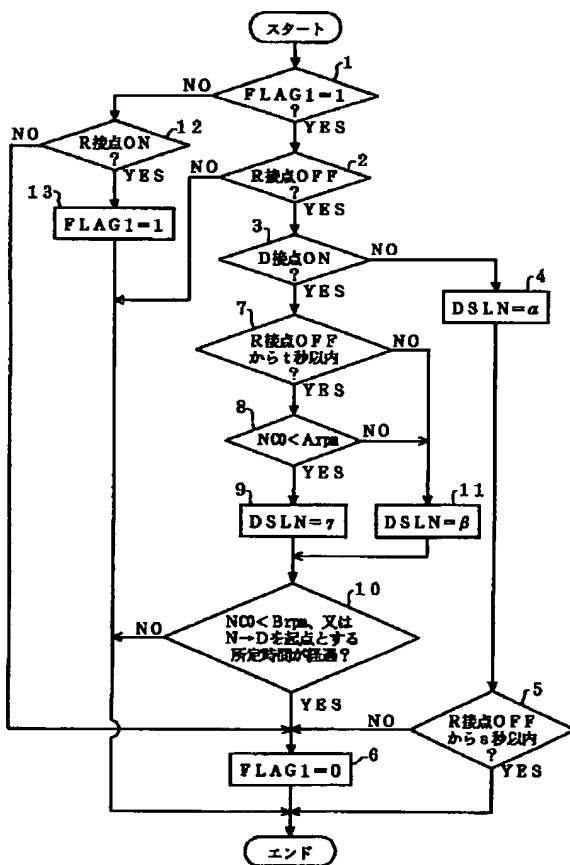 スタート
1
FLAG1=1
?
NO
YES
12
NO
R接点ON
?
YES
2
NO
R接点OFF
?
YES
13
FLAG1=1
3
D接点ON
?
NO
YES
4
DSLN=α
7
R接点OFF
からt秒以内
?
NO
YES
8
NC0<Arpm
NO
YES
9
DSLN=γ
11
DSLN=β
10
NC0<Brpm、又は
N→Dを起点とする
所定時間が経過?
NO
YES
5
R接点OFF
からs秒以内
?
NO
YES
6
FLAG1=0
エンド